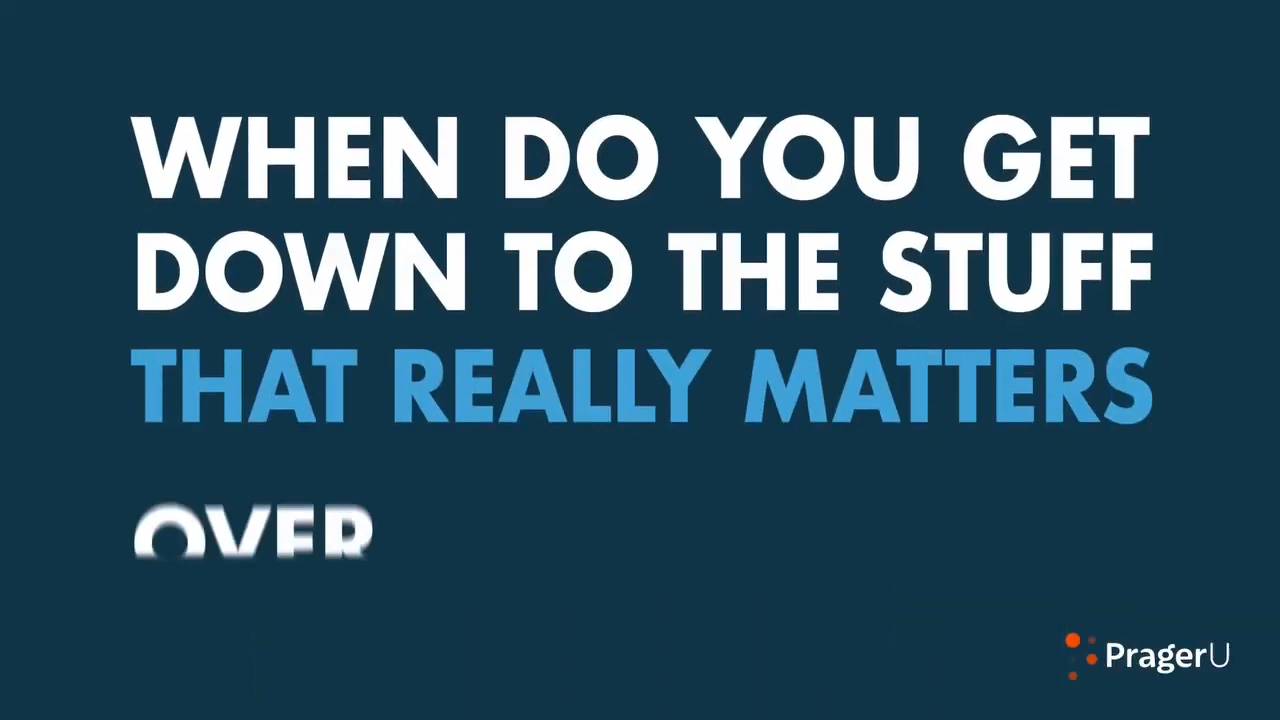 WHEN DO YOU GET
DOWN TO THE STUFF
THAT REALLY MATTERS
OVER
PragerU